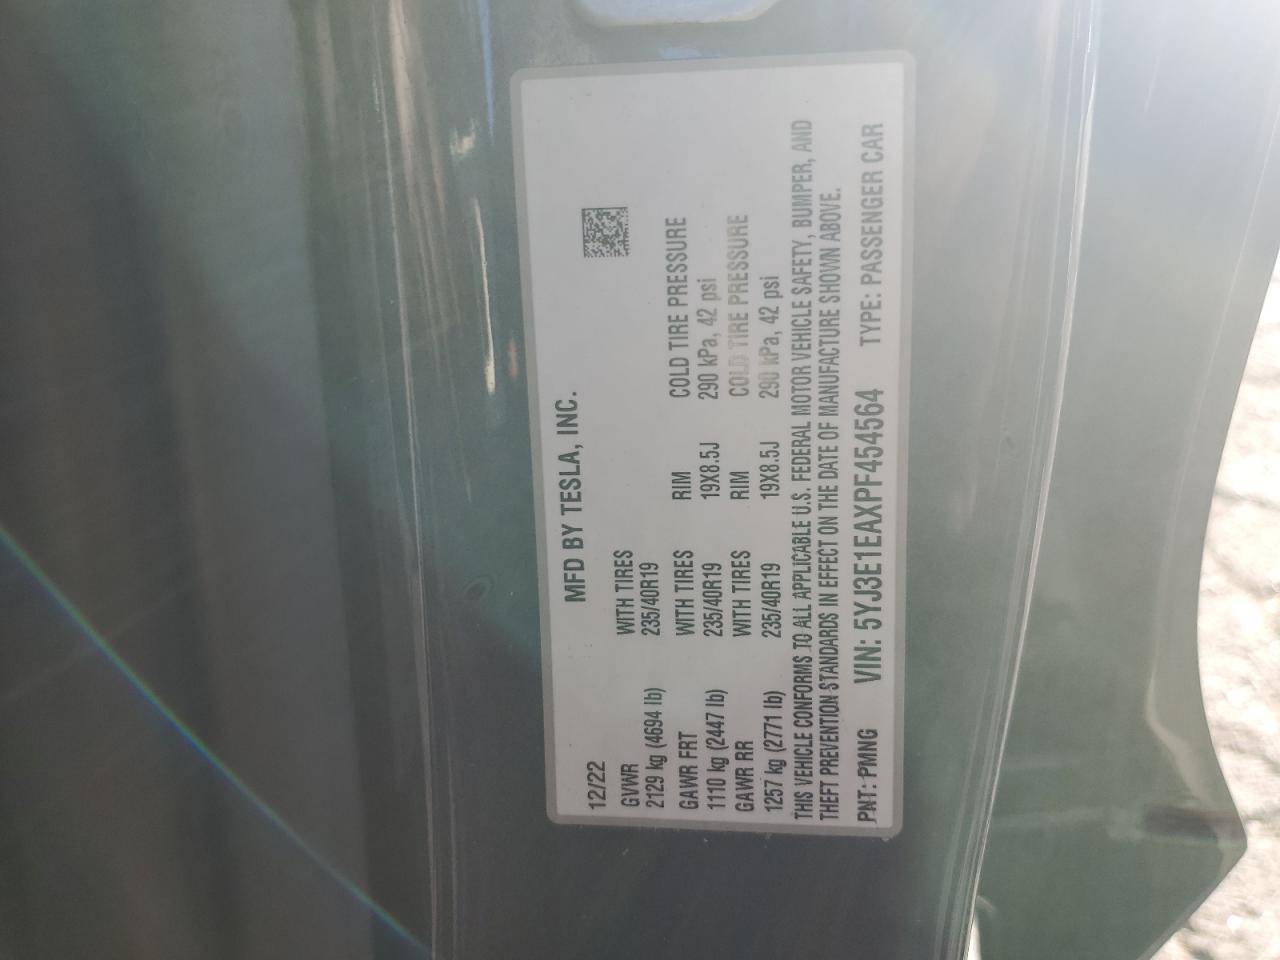 MFD BY TESLA, INC.
12/22
GVWR WITH TIRES
2129 kg (4694 lb) 235/40R19
GAWR FRT WITH TIRES RIM COLD TIRE PRESSURE
1110 kg (2447 lb) 235/40R19 19X8.5J 290 kPa, 42 psi
GAWR RR WITH TIRES RIM COLD TIRE PRESSURE
1257 kg (2771 lb) 235/40R19 19X8.5J 290 kPa, 42 psi
THIS VEHICLE CONFORMS TO ALL APPLICABLE U.S. FEDERAL MOTOR VEHICLE SAFETY, BUMPER, AND
THEFT PREVENTION STANDARDS IN EFFECT ON THE DATE OF MANUFACTURE SHOWN ABOVE.
PNT: PMNG VIN: 5YJ3E1EAXPF454564 TYPE: PASSENGER CAR